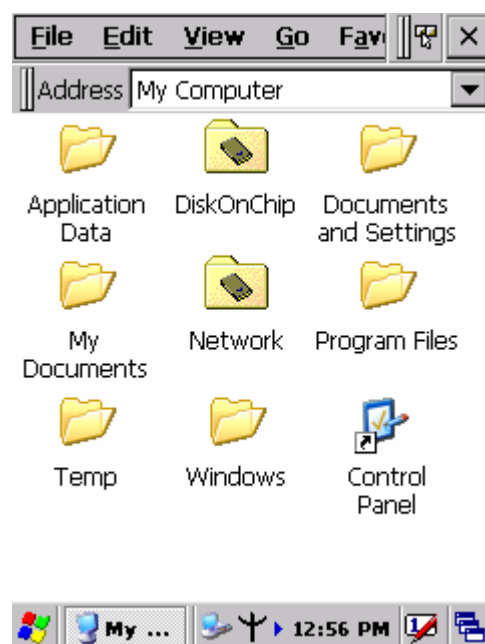 File Edit View Go Fav
Address My Computer
Application Data
DiskOnChip
Documents and Settings
My Documents
Network
Program Files
Temp
Windows
Control Panel
My ... 12:56 PM